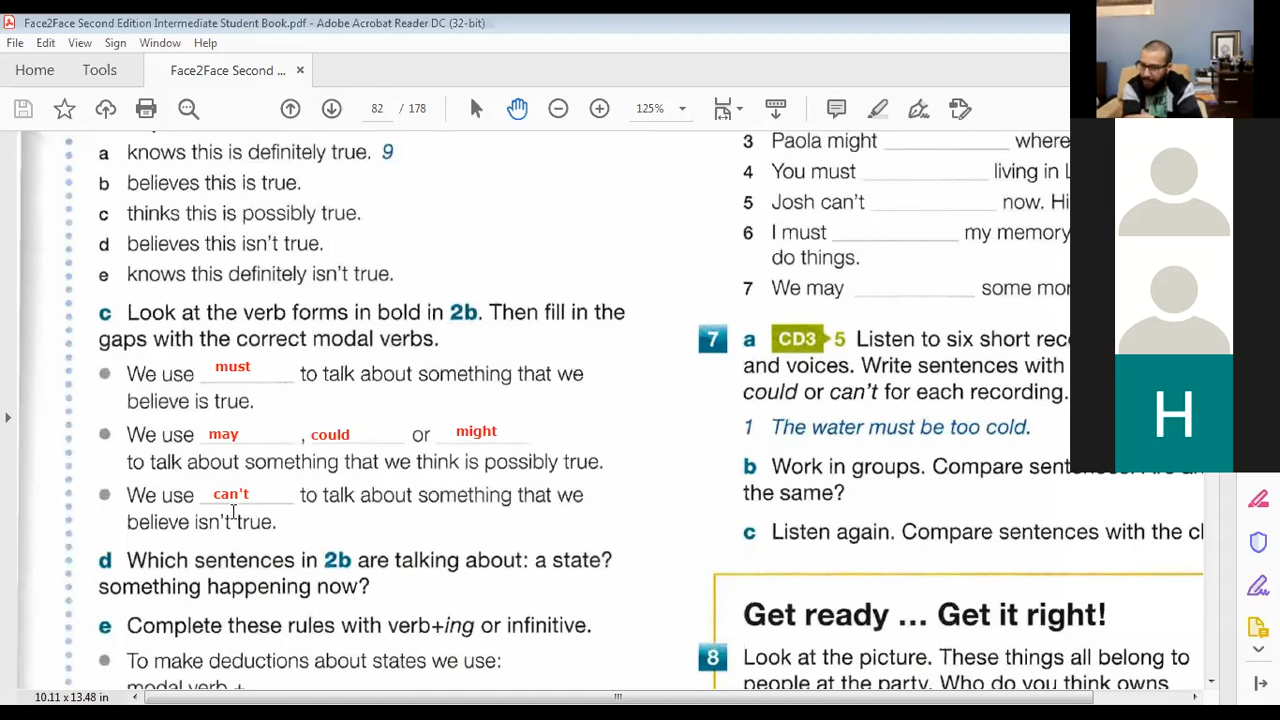 Face2Face Second Edition Intermediate Student Book.pdf - Adobe Acrobat Reader DC (32-bit)
File Edit View Sign Window Help
Home Tools Face2Face Second ... ×
82 / 178 125%
a knows this is definitely true. 9
b believes this is true.
c thinks this is possibly true.
d believes this isn't true.
e knows this definitely isn't true.
c Look at the verb forms in bold in 2b. Then fill in the
gaps with the correct modal verbs.
We use must to talk about something that we
believe is true.
We use may , could or might
to talk about something that we think is possibly true.
We use can't to talk about something that we
believe isn't true.
d Which sentences in 2b are talking about: a state?
something happening now?
e Complete these rules with verb+ing or infinitive.
To make deductions about states we use:
modal verb +
3 Paola might ________ where
4 You must ________ living in
5 Josh can't ________ now.
6 I must ________ my memory
do things.
7 We may ________ some
7 a CD3 5 Listen to six short
and voices. Write sentences with
could or can't for each recording.
1 The water must be too cold.
b Work in groups. Compare
the same?
c Listen again. Compare sentences with the
Get ready ... Get it right!
8 Look at the picture. These things all belong to
people at the party. Who do you think owns
H
10.11 x 13.48 in